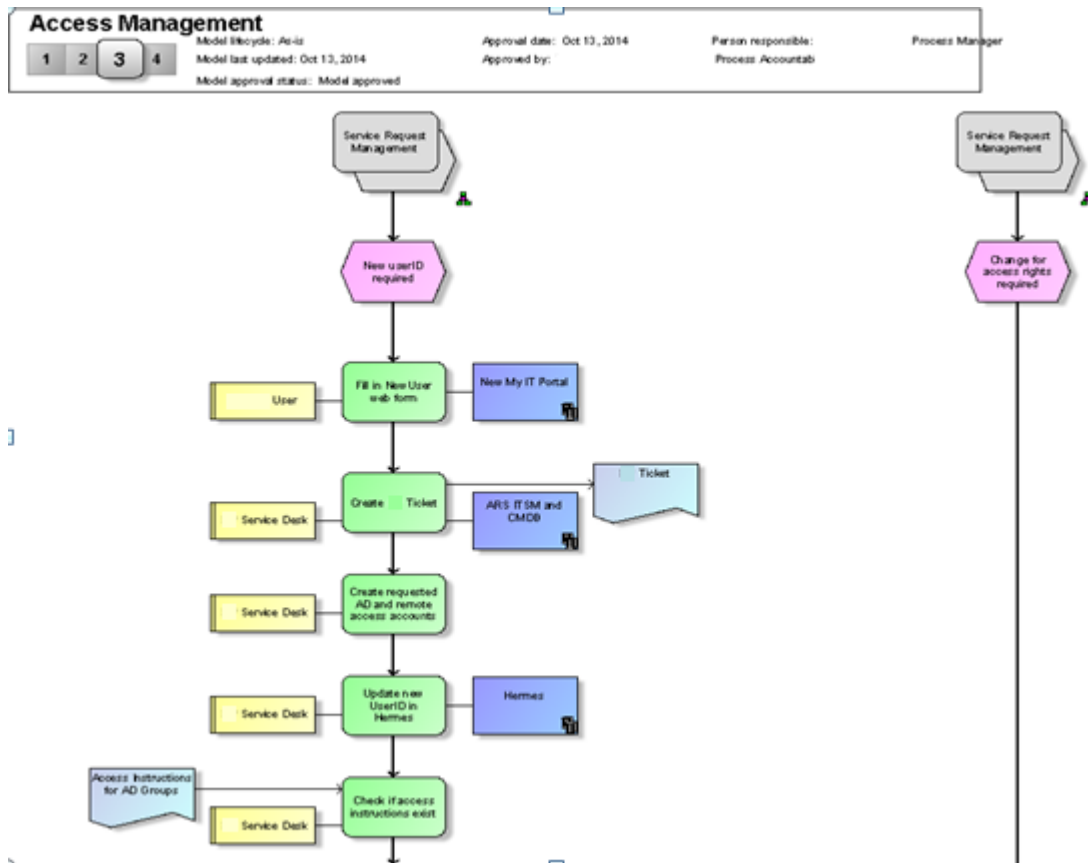 Access Management
1 2 3 4
Model lifecycle: As-is
Approval date: Oct 13, 2014
Person responsible:
Process Manager
Model last updated: Oct 13, 2014
Approved by:
Process Accountab
Model approval status: Model approved
Service Request
Management
Service Request
Management
New userID
required
Change for
access rights
required
User
Fill in New User
web form
New My IT Portal
Ticket
Service Desk
Create Ticket
ARS ITSM and
CMDB
Service Desk
Create requested
AD and remote
access accounts
Service Desk
Update new
UserID in
Hermes
Hermes
Access Instructions
for AD Groups
Service Desk
Check if access
instructions exist